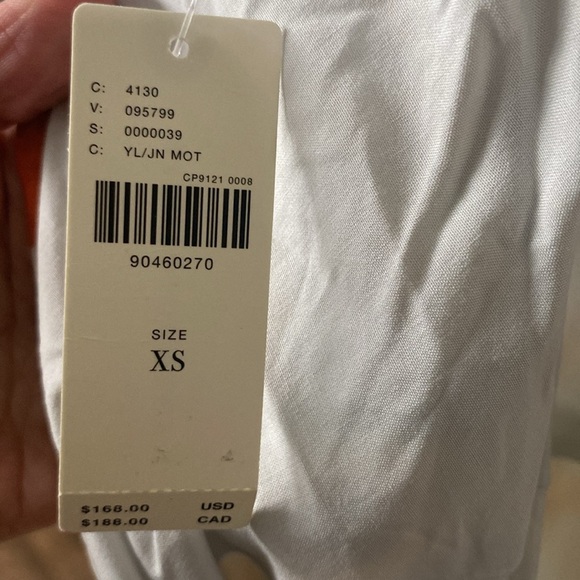 C: 4130
V: 095799
S: 0000039
C: YL/JN MOT
CP9121 0008
90460270
SIZE
XS
$168.00 USD
$188.00 CAD